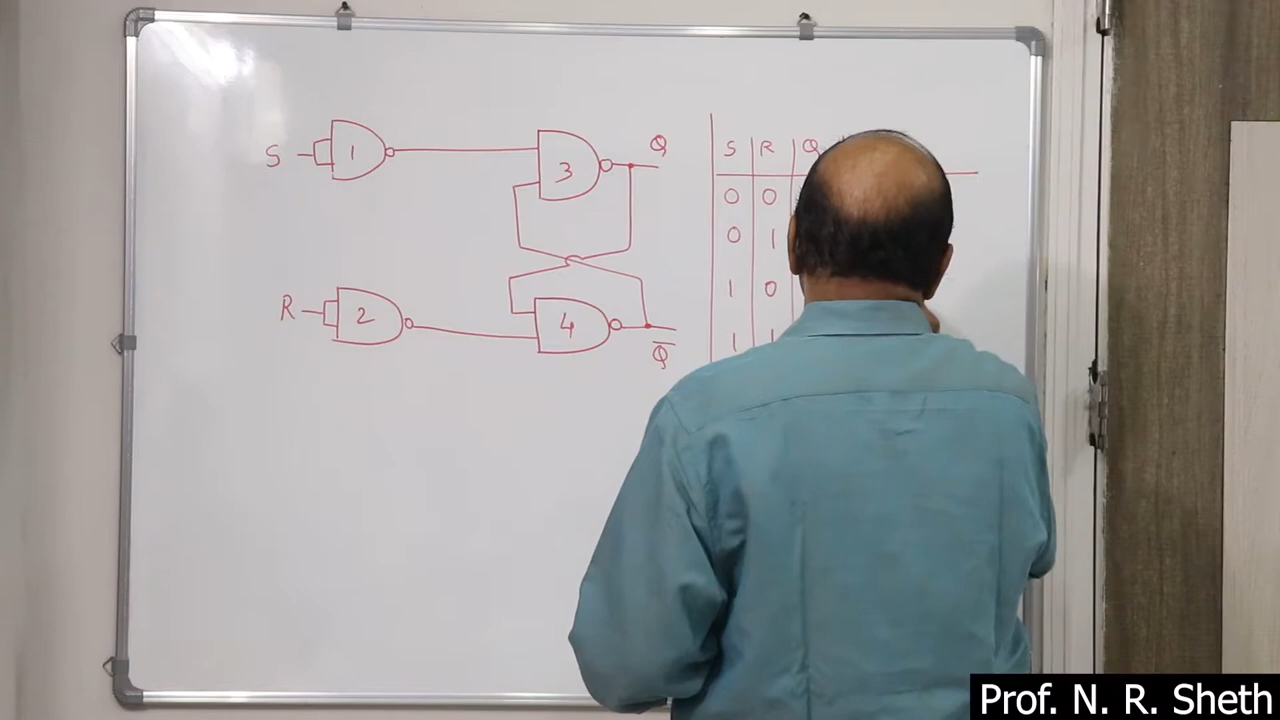 S 1 3 Q
R 2 4 Q̅
S R Q
0 0
0 1
1 0
1 1
Prof. N. R. Sheth